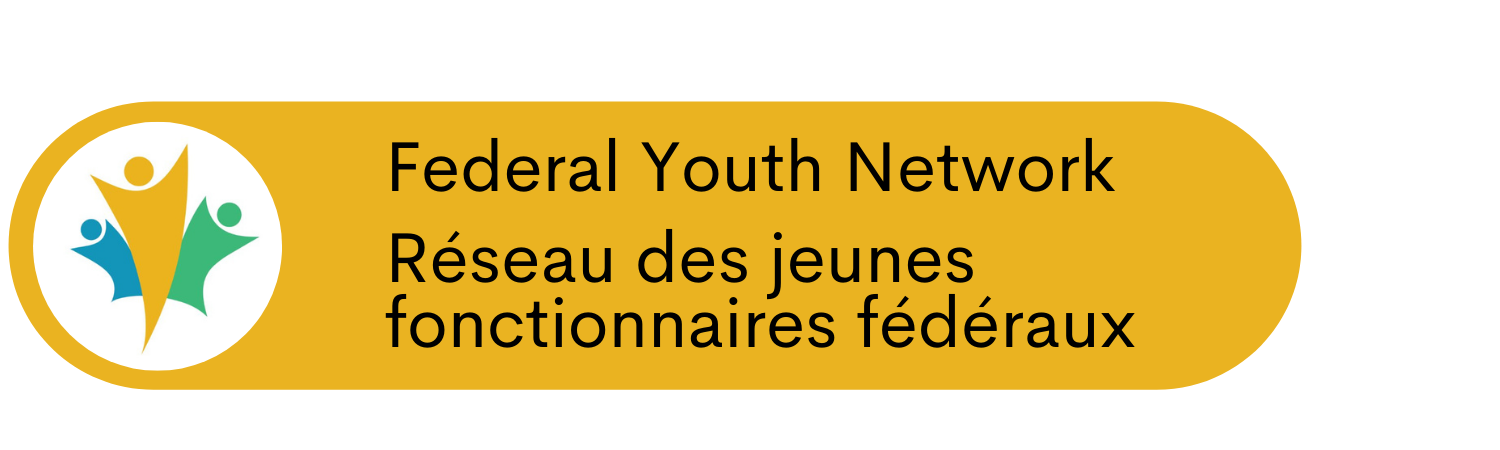 Federal Youth Network
Réseau des jeunes
fonctionnaires fédéraux